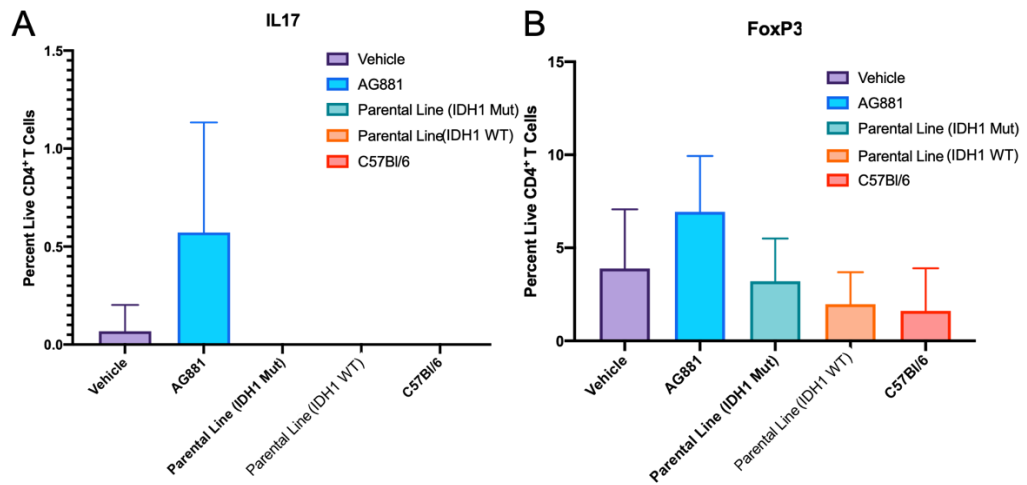 A
IL17
Percent Live CD4⁺ T Cells
1.5
1.0
0.5
0.0
Vehicle
AG881
Parental Line (IDH1 Mut)
Parental Line(IDH1 WT)
C57Bl/6
Vehicle
AG881
Parental Line (IDH1 Mut)
Parental Line (IDH1 WT)
C57Bl/6
B
FoxP3
Percent Live CD4⁺ T Cells
15
10
5
0
Vehicle
AG881
Parental Line (IDH1 Mut)
Parental Line (IDH1 WT)
C57Bl/6
Vehicle
AG881
Parental Line (IDH1 Mut)
Parental Line (IDH1 WT)
C57Bl/6